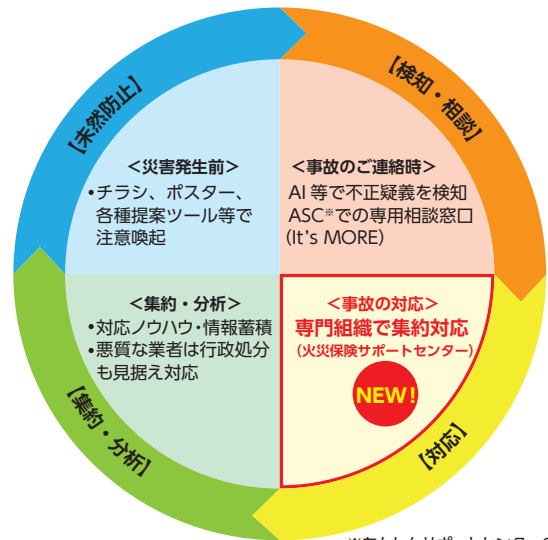 【未然防止】
<災害発生前>
•チラシ、ポスター、
各種提案ツール等で
注意喚起
【検知・相談】
<事故のご連絡時>
AI 等で不正疑義を検知
ASC※での専用相談窓口
(It's MORE)
<集約・分析>
•対応ノウハウ・情報蓄積
•悪質な業者は行政処分
も見据え対応
【集約・分析】
<事故の対応>
専門組織で集約対応
(火災保険サポートセンター)
NEW!
【対応】